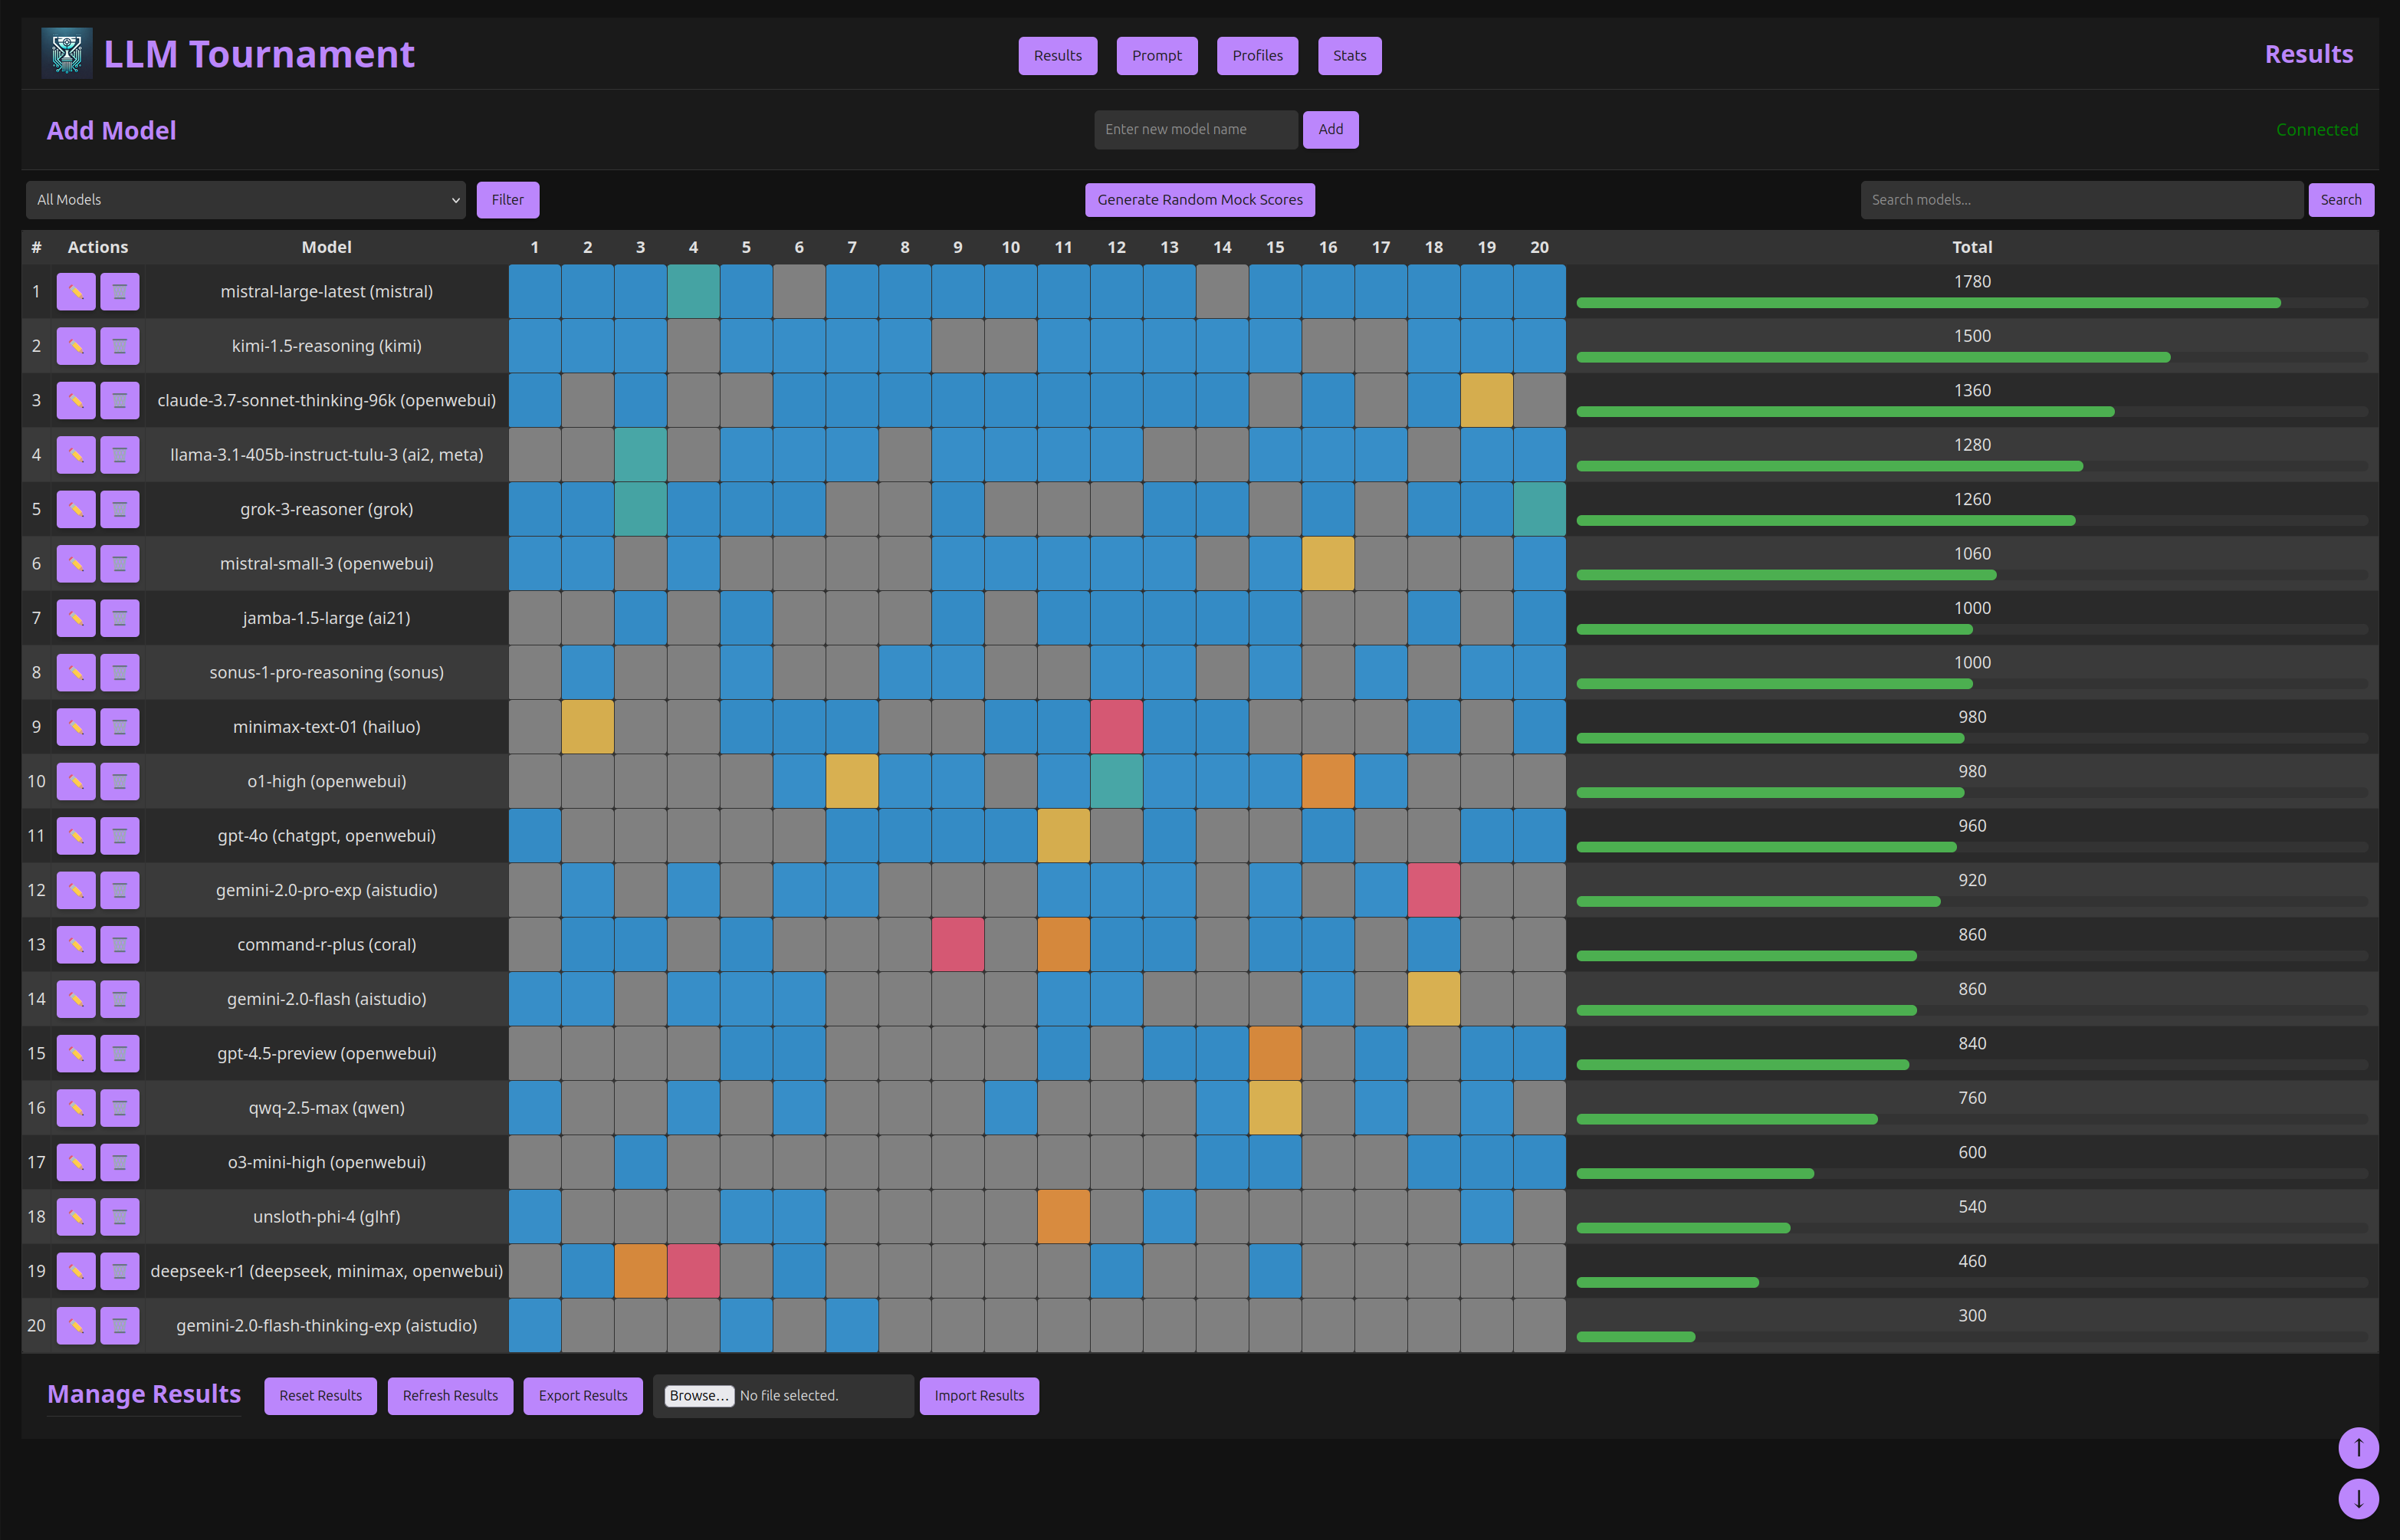 LLM Tournament
Results Prompt Profiles Stats
Results
Add Model
Enter new model name Add
Connected
All Models Filter
Generate Random Mock Scores
Search models... Search
# Actions Model 1 2 3 4 5 6 7 8 9 10 11 12 13 14 15 16 17 18 19 20 Total
1 mistral-large-latest (mistral) 1780
2 kimi-1.5-reasoning (kimi) 1500
3 claude-3.7-sonnet-thinking-96k (openwebui) 1360
4 llama-3.1-405b-instruct-tulu-3 (ai2, meta) 1280
5 grok-3-reasoner (grok) 1260
6 mistral-small-3 (openwebui) 1060
7 jamba-1.5-large (ai21) 1000
8 sonus-1-pro-reasoning (sonus) 1000
9 minimax-text-01 (hailuo) 980
10 o1-high (openwebui) 980
11 gpt-4o (chatgpt, openwebui) 960
12 gemini-2.0-pro-exp (aistudio) 920
13 command-r-plus (coral) 860
14 gemini-2.0-flash (aistudio) 860
15 gpt-4.5-preview (openwebui) 840
16 qwq-2.5-max (qwen) 760
17 o3-mini-high (openwebui) 600
18 unsloth-phi-4 (glhf) 540
19 deepseek-r1 (deepseek, minimax, openwebui) 460
20 gemini-2.0-flash-thinking-exp (aistudio) 300
Manage Results Reset Results Refresh Results Export Results Browse... No file selected. Import Results
↑
↓